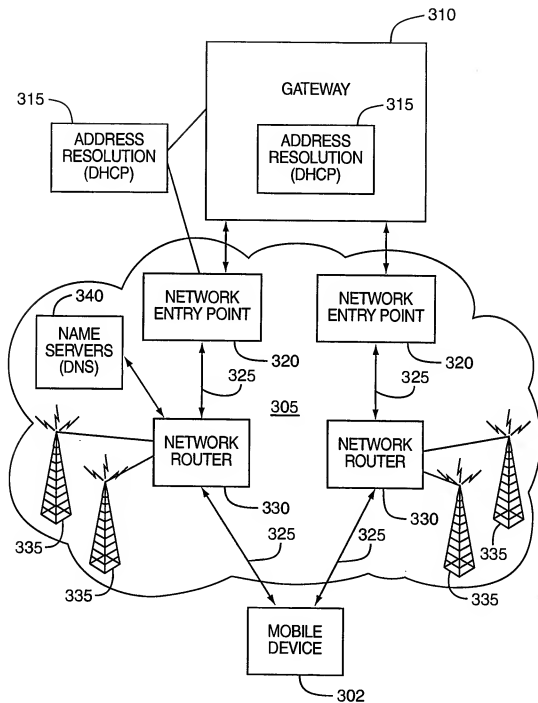 310
GATEWAY
315
315
ADDRESS
RESOLUTION
(DHCP)
ADDRESS
RESOLUTION
(DHCP)
340
NETWORK
ENTRY POINT
NETWORK
ENTRY POINT
NAME
SERVERS
(DNS)
320
320
325
325
305
NETWORK
ROUTER
NETWORK
ROUTER
330
330
335
335
325
325
335
335
MOBILE
DEVICE
302